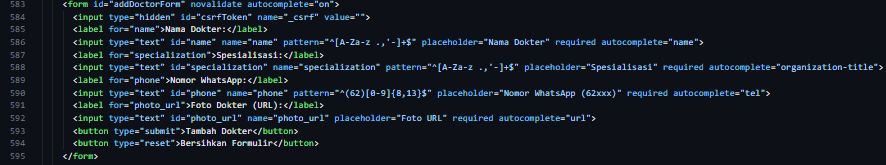 583 <form id="addDoctorForm" novalidate autocomplete="on">
584 <input type="hidden" id="csrfToken" name="_csrf" value="">
585 <label for="name">Nama Dokter:</label>
586 <input type="text" id="name" name="name" pattern="^[A-Za-z .,'-]+$" placeholder="Nama Dokter" required autocomplete="name">
587 <label for="specialization">Spesialisasi:</label>
588 <input type="text" id="specialization" name="specialization" pattern="^[A-Za-z .,'-]+$" placeholder="Spesialisasi" required autocomplete="organization-title">
589 <label for="phone">Nomor WhatsApp:</label>
590 <input type="text" id="phone" name="phone" pattern="^(62)[0-9]{8,13}$" placeholder="Nomor WhatsApp (62xxx)" required autocomplete="tel">
591 <label for="photo_url">Foto Dokter (URL):</label>
592 <input type="text" id="photo_url" name="photo_url" placeholder="Foto URL" required autocomplete="url">
593 <button type="submit">Tambah Dokter</button>
594 <button type="reset">Bersihkan Formulir</button>
595 </form>